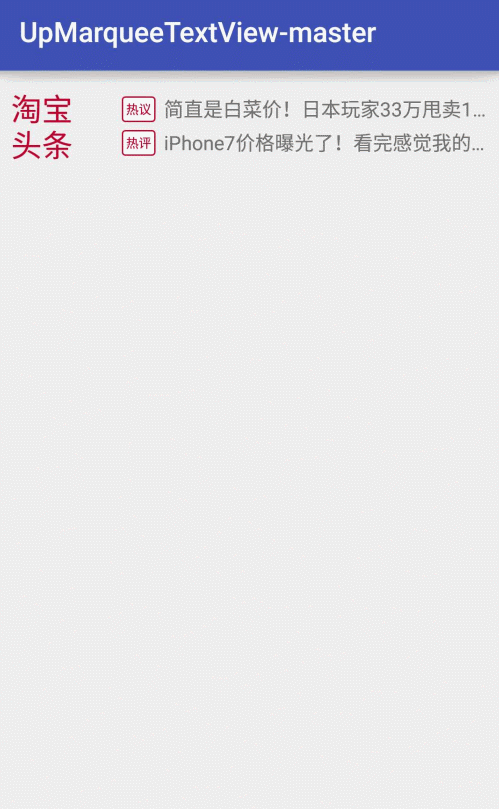 UpMarqueeTextView-master
淘宝
头条
热议 简直是白菜价！日本玩家33万甩卖1...
热评 iPhone7价格曝光了！看完感觉我的...